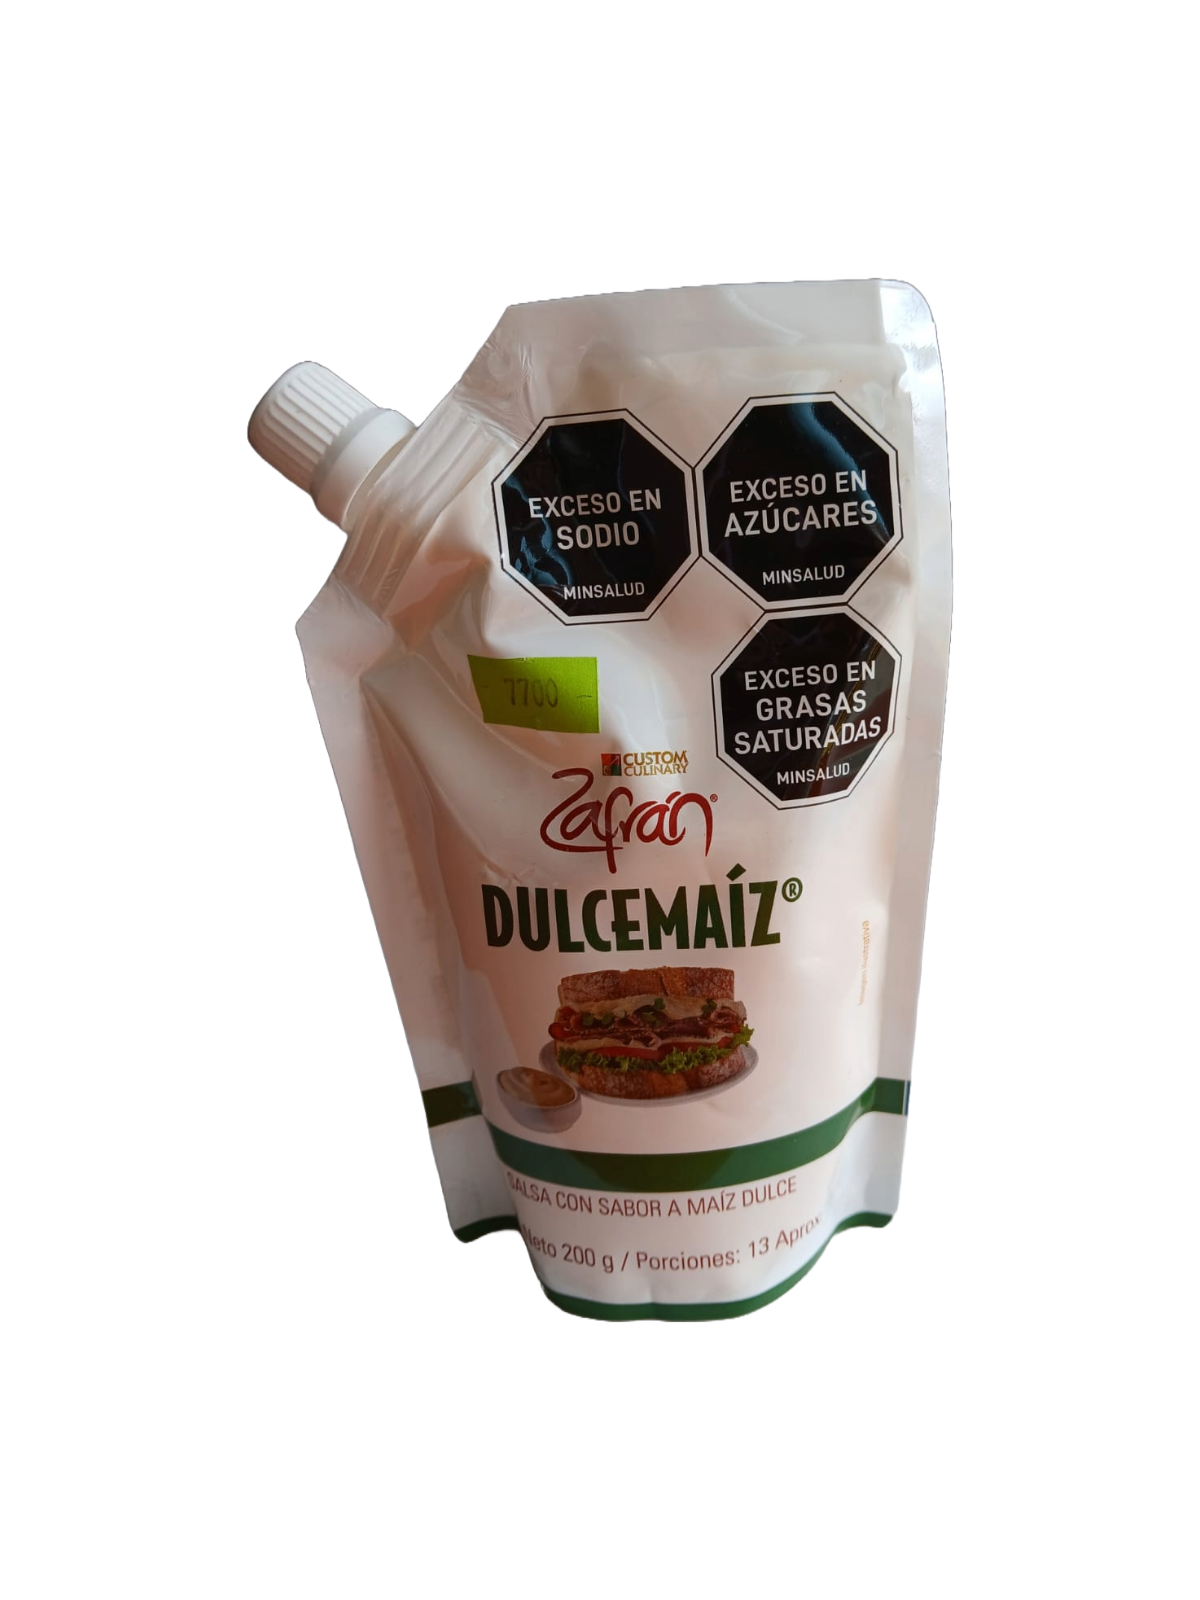 EXCESO EN
SODIO
MINSALUD
EXCESO EN
AZÚCARES
MINSALUD
EXCESO EN
GRASAS
SATURADAS
MINSALUD
- 7700 -
CUSTOM
CULINARY
Zafrán®
DULCEMAÍZ®
SALSA CON SABOR A MAÍZ DULCE
Neto 200 g / Porciones: 13 Aprox